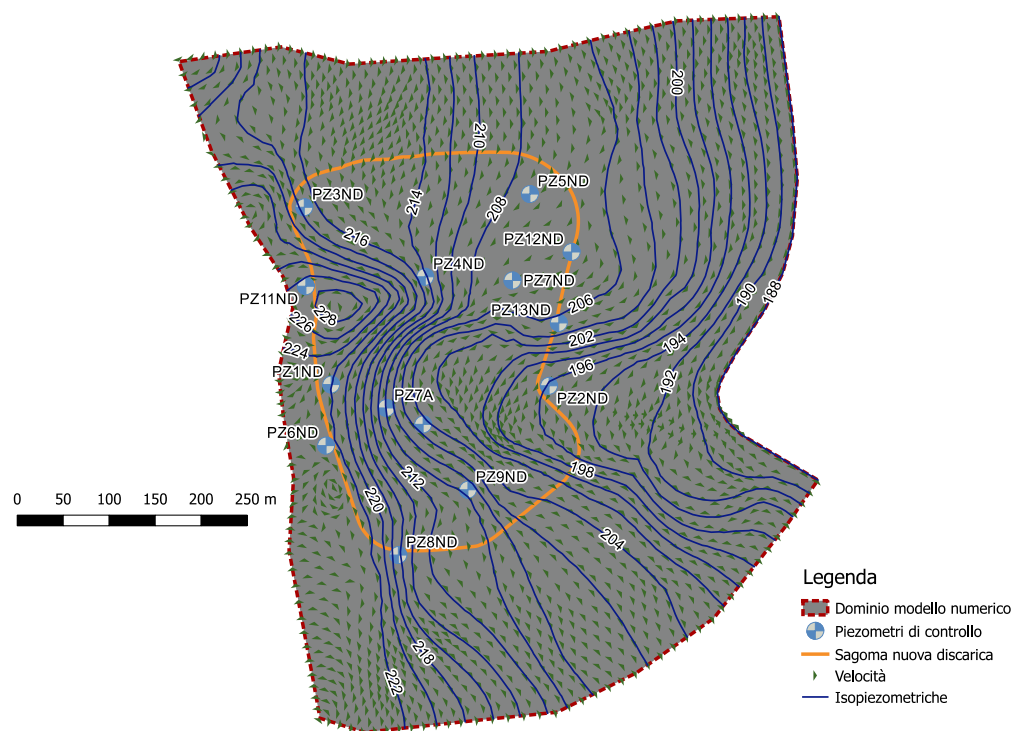 200
210
PZ5ND
PZ3ND
214
208
216
PZ12ND
PZ4ND
PZ7ND
PZ11ND
190
188
206
PZ13ND
228
226
202
194
224
196
PZ1ND
192
PZ7A
PZ2ND
PZ6ND
198
212
PZ9ND
220
0 50 100 150 200 250 m
204
PZ8ND
218
222
Legenda
Dominio modello numerico
Piezometri di controllo
Sagoma nuova discarica
Velocità
Isopiezometriche